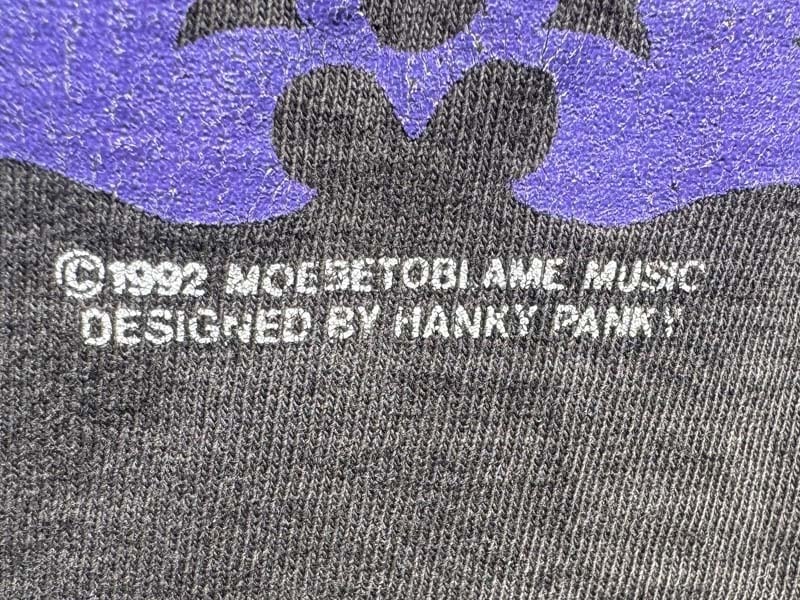 ©1992 MOEBETOBLAME MUSIC
DESIGNED BY HANKY PANKY